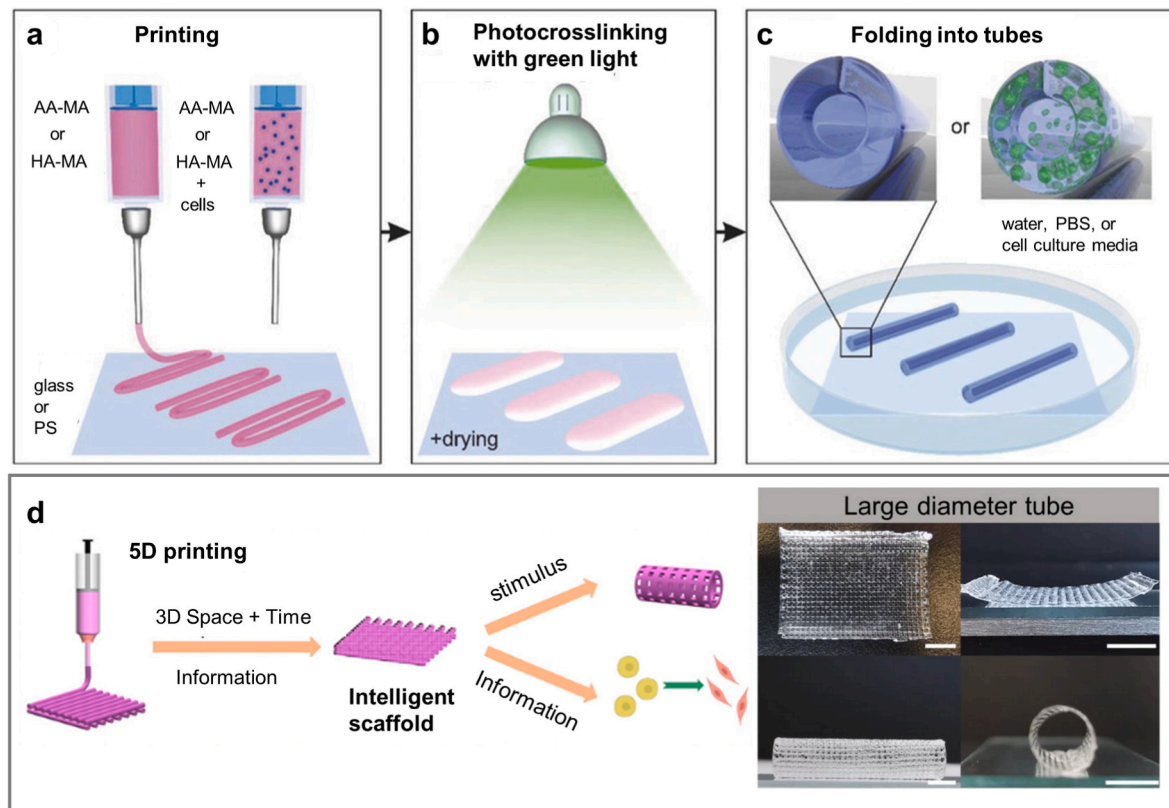 a
Printing
AA-MA
or
HA-MA
AA-MA
or
HA-MA
+
cells
glass
or
PS
b
Photocrosslinking
with green light
+drying
c
Folding into tubes
or
water, PBS, or
cell culture media
d
5D printing
3D Space + Time
Information
Intelligent
scaffold
stimulus
Information
Large diameter tube